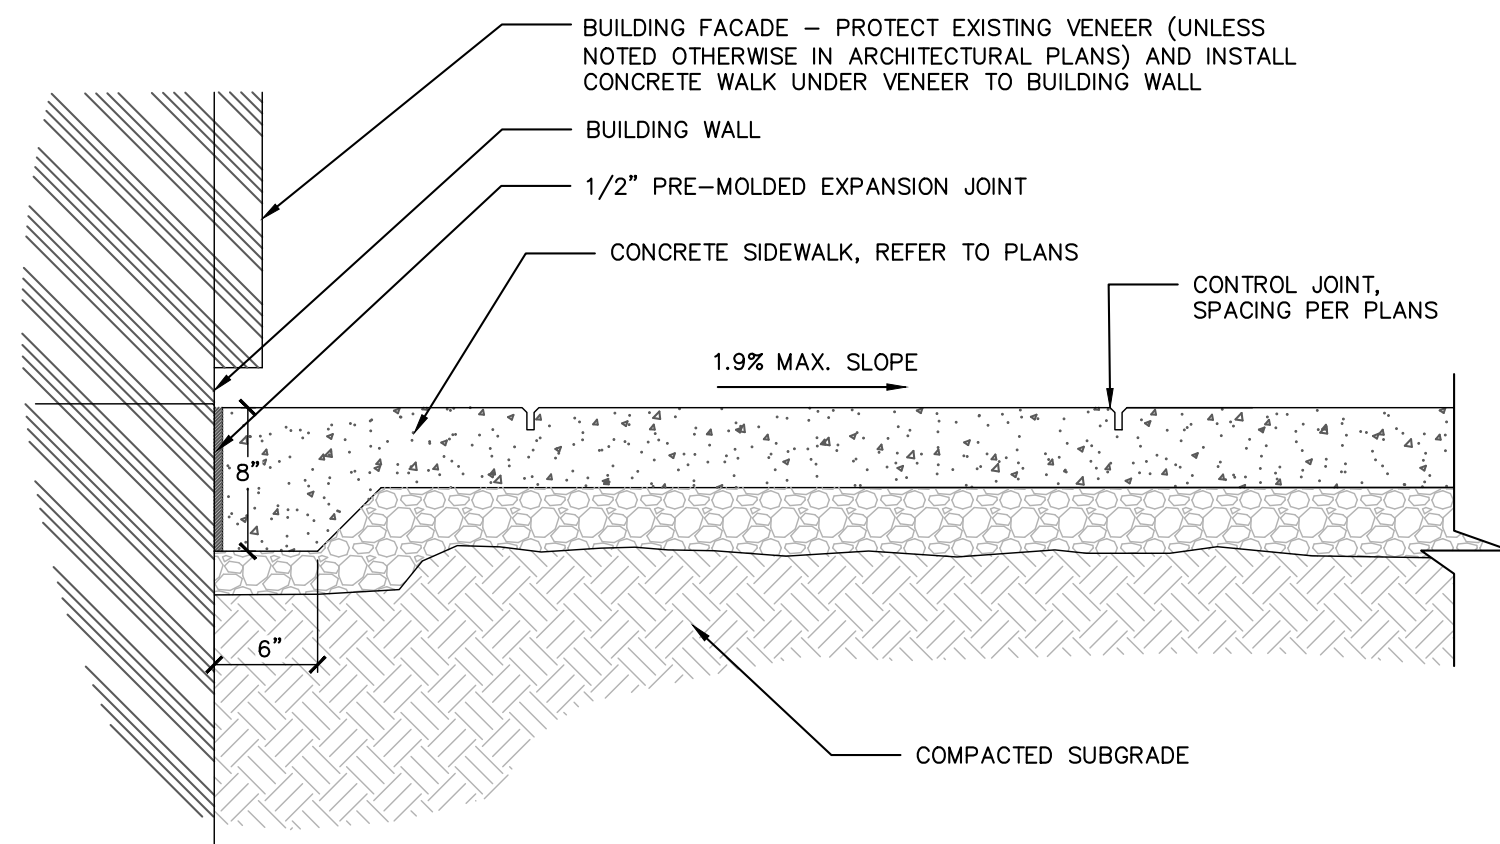 BUILDING FACADE – PROTECT EXISTING VENEER (UNLESS
NOTED OTHERWISE IN ARCHITECTURAL PLANS) AND INSTALL
CONCRETE WALK UNDER VENEER TO BUILDING WALL
BUILDING WALL
1/2" PRE–MOLDED EXPANSION JOINT
CONCRETE SIDEWALK, REFER TO PLANS
CONTROL JOINT,
SPACING PER PLANS
1.9% MAX. SLOPE
8"
6"
COMPACTED SUBGRADE